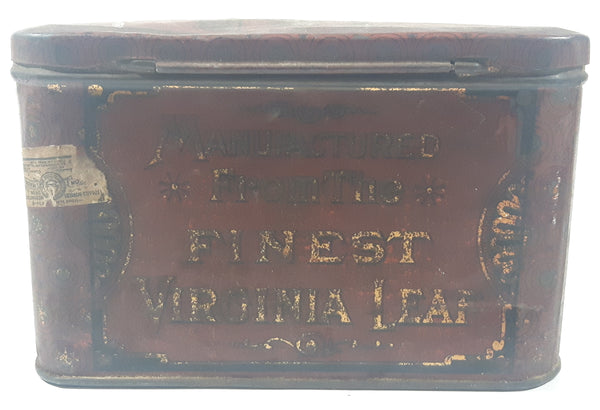 MANUFACTURED
From The
FINEST
VIRGINIA LEAF